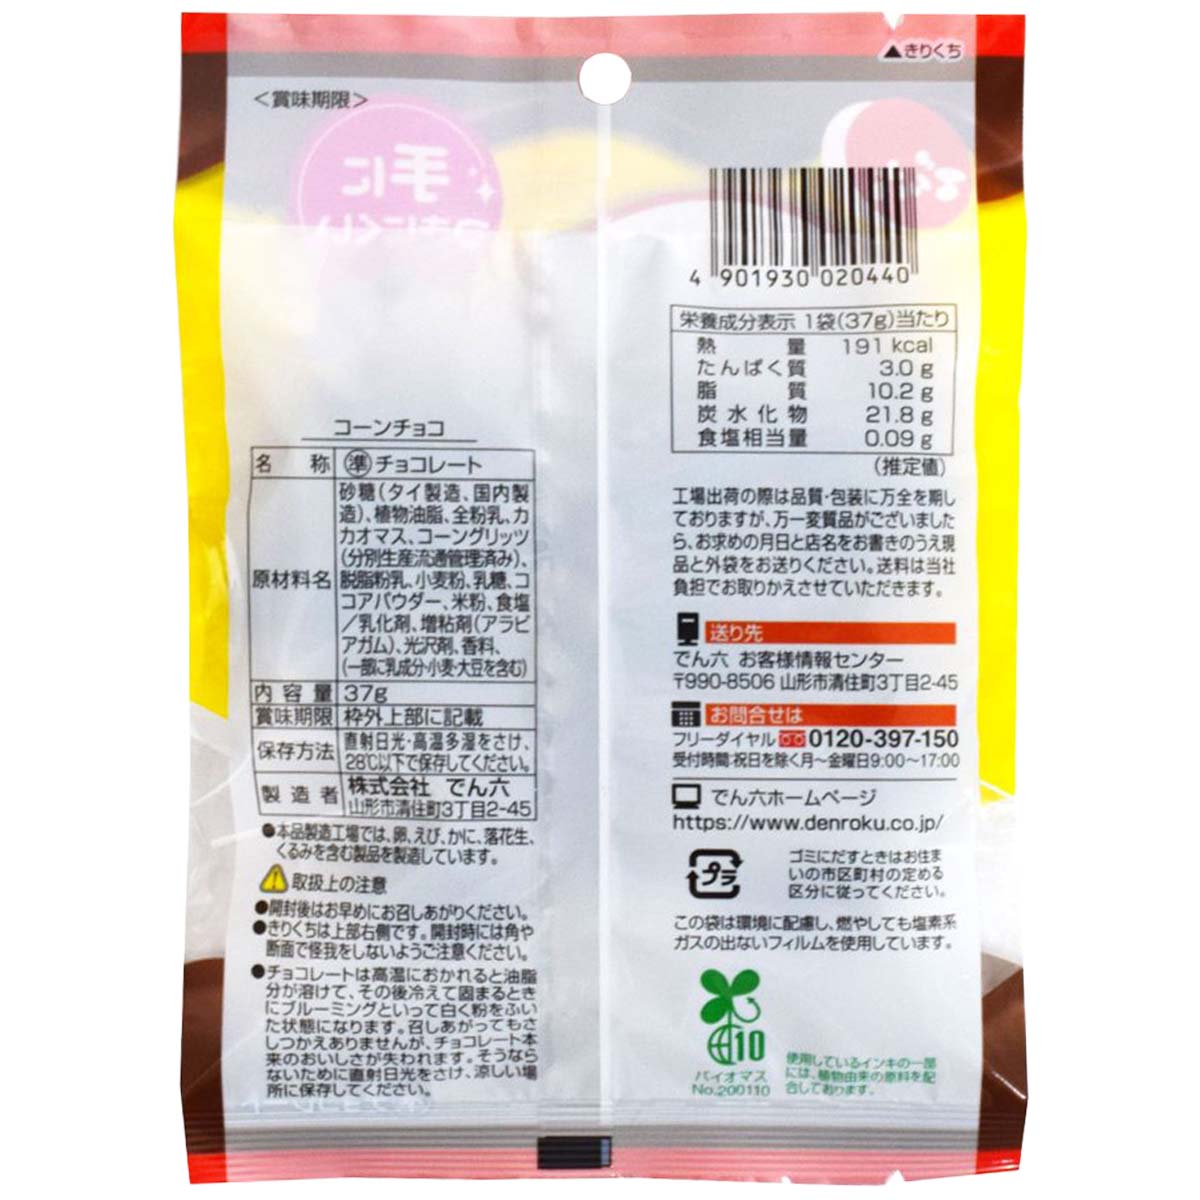 ▲きりくち
<賞味期限>
手に
つきにくい
4 901930 020440
コーンチョコ
名称 準チョコレート
原材料名 砂糖(タイ製造、国内製
造)、植物油脂、全粉乳、カ
カオマス、コーングリッツ
(分別生産流通管理済み)、
脱脂粉乳、小麦粉、乳糖、コ
コアパウダー、米粉、食塩
/乳化剤、増粘剤(アラビ
アガム)、光沢剤、香料、
(一部に乳成分・小麦・大豆を含む)
内容量 37g
賞味期限 枠外上部に記載
保存方法 直射日光・高温多湿をさけ、
28℃以下で保存してください。
製造者 株式会社 でん六
山形市清住町3丁目2-45
●本品製造工場では、卵、えび、かに、落花生、
くるみを含む製品を製造しています。
取扱上の注意
●開封後はお早めにお召しあがりください。
●きりくちは上部右側です。開封時には角や
断面で怪我をしないようご注意ください。
●チョコレートは高温におかれると油脂
分が溶けて、その後冷えて固まるとき
にブルーミングといって白く粉をふい
た状態になります。召しあがってもさ
しつかえありませんが、チョコレート本
来のおいしさが失われます。そうなら
ないために直射日光をさけ、涼しい場
所に保存してください。
栄養成分表示 1袋(37g)当たり
熱量 191kcal
たんぱく質 3.0g
脂質 10.2g
炭水化物 21.8g
食塩相当量 0.09g
(推定値)
工場出荷の際は品質・包装に万全を期し
ておりますが、万一変質品がございました
ら、お求めの月日と店名をお書きのうえ現
品と外袋をお送りください。送料は当社
負担でお取りかえさせていただきます。
送り先
でん六 お客様情報センター
〒990-8506 山形市清住町3丁目2-45
お問合せは
フリーダイヤル 0120-397-150
受付時間:祝日を除く月~金曜日9:00~17:00
でん六ホームページ
https://www.denroku.co.jp/
プラ
ゴミにだすときはお住ま
いの市区町村の定める
区分に従ってください。
この袋は環境に配慮し、燃やしても塩素系
ガスの出ないフィルムを使用しています。
10
バイオマス
No.200110
使用しているインキの一部
には、植物由来の原料を配
合しております。